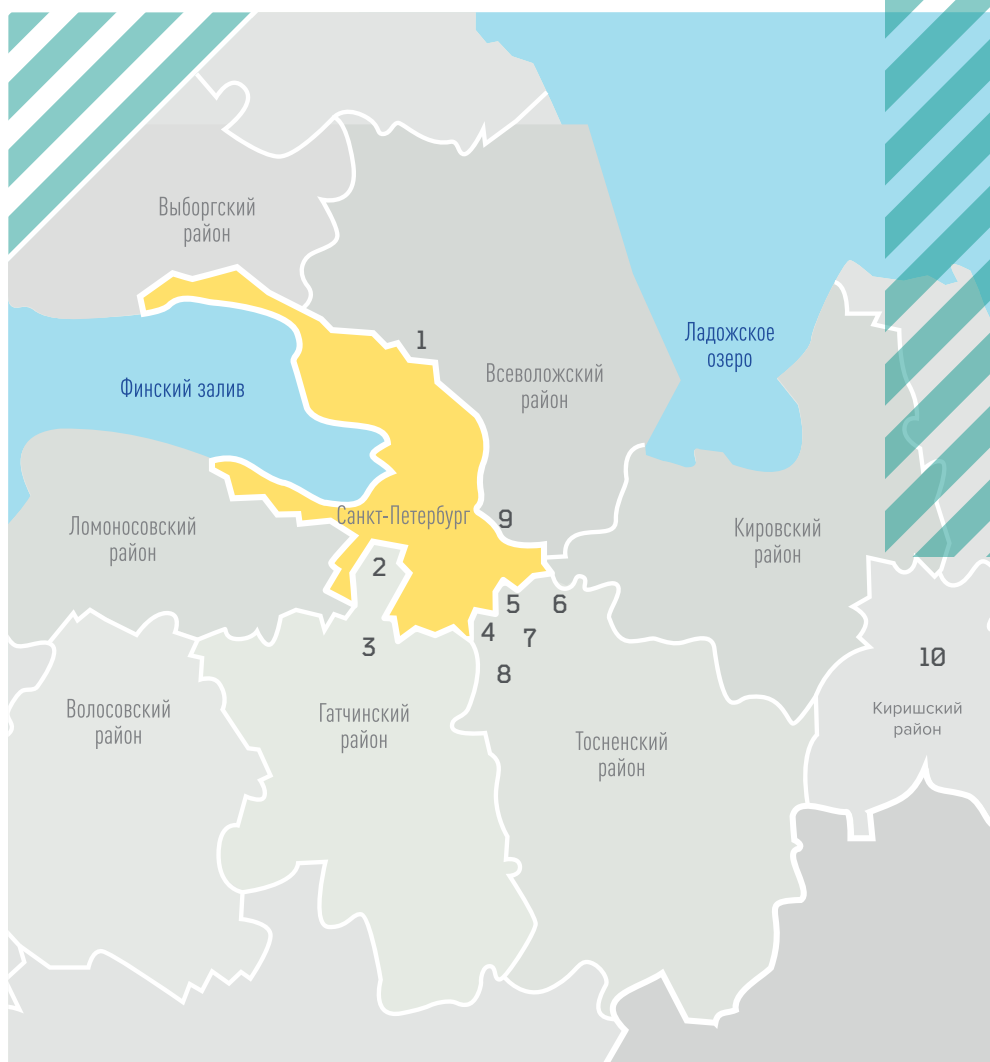 Выборгский
район
1
Ладожское
озеро
Всеволожский
район
Финский залив
Санкт-Петербург
9
Ломоносовский
район
Кировский
район
2
5
6
4
7
3
8
10
Киришский
район
Волосовский
район
Гатчинский
район
Тосненский
район